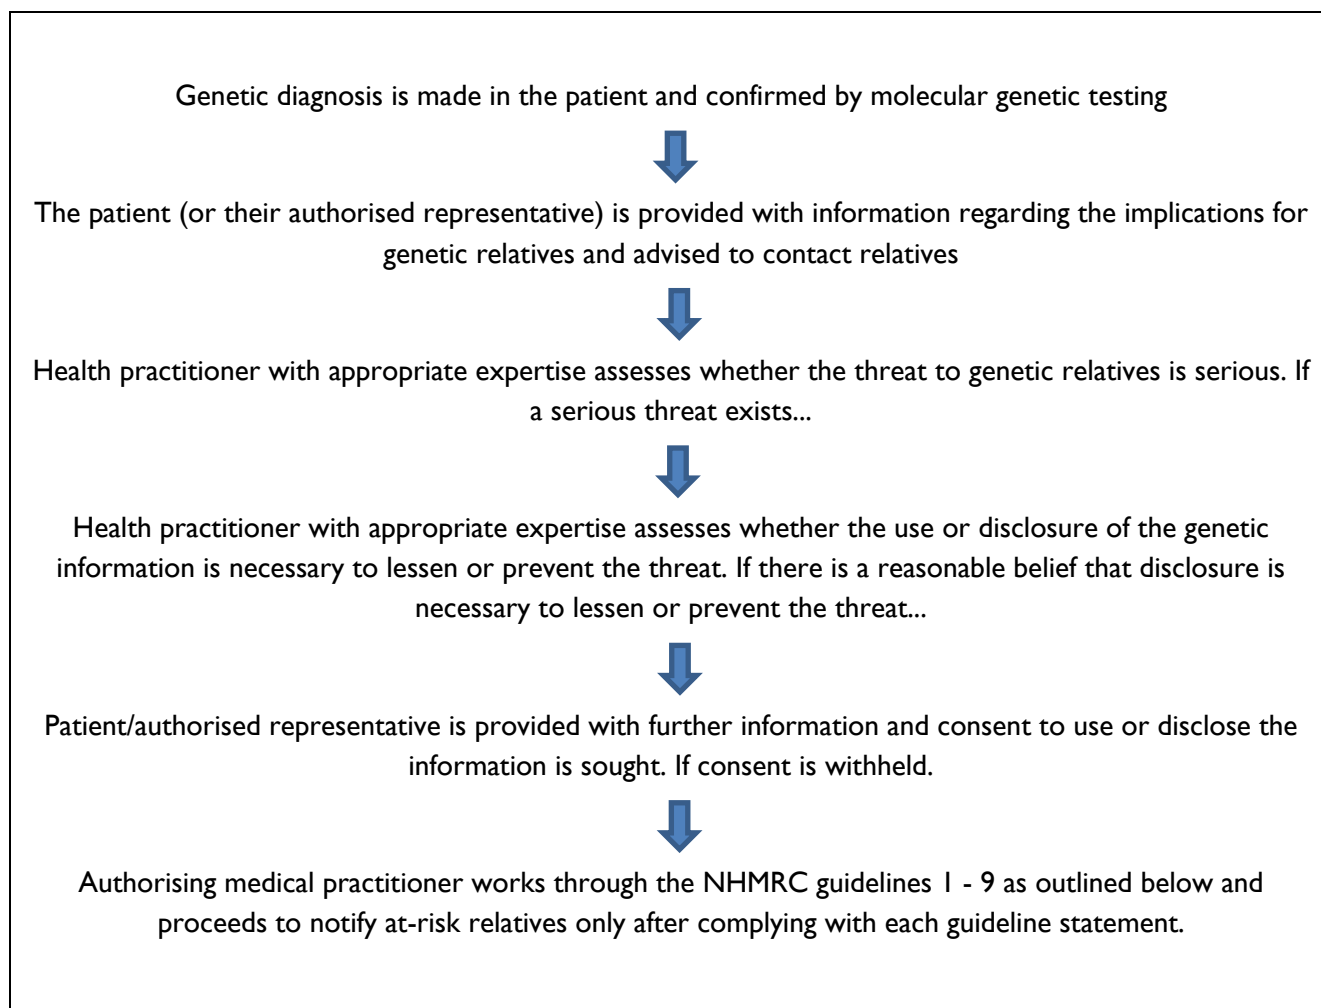 Genetic diagnosis is made in the patient and confirmed by molecular genetic testing
The patient (or their authorised representative) is provided with information regarding the implications for
genetic relatives and advised to contact relatives
Health practitioner with appropriate expertise assesses whether the threat to genetic relatives is serious. If
a serious threat exists...
Health practitioner with appropriate expertise assesses whether the use or disclosure of the genetic
information is necessary to lessen or prevent the threat. If there is a reasonable belief that disclosure is
necessary to lessen or prevent the threat...
Patient/authorised representative is provided with further information and consent to use or disclose the
information is sought. If consent is withheld.
Authorising medical practitioner works through the NHMRC guidelines 1 - 9 as outlined below and
proceeds to notify at-risk relatives only after complying with each guideline statement.